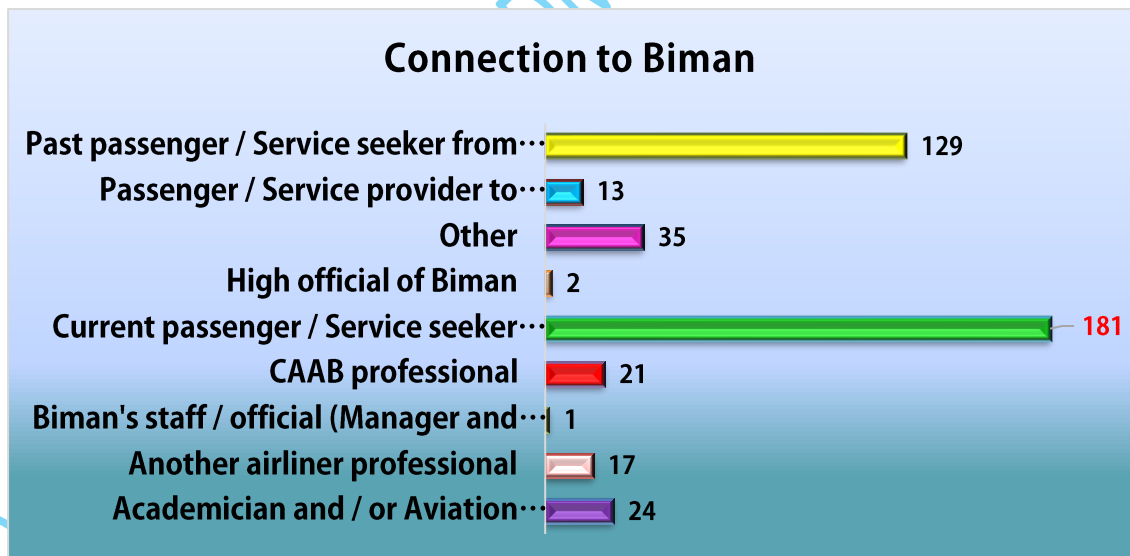 Connection to Biman
Past passenger / Service seeker from… 129
Passenger / Service provider to… 13
Other 35
High official of Biman 2
Current passenger / Service seeker… 181
CAAB professional 21
Biman's staff / official (Manager and… 1
Another airliner professional 17
Academician and / or Aviation… 24